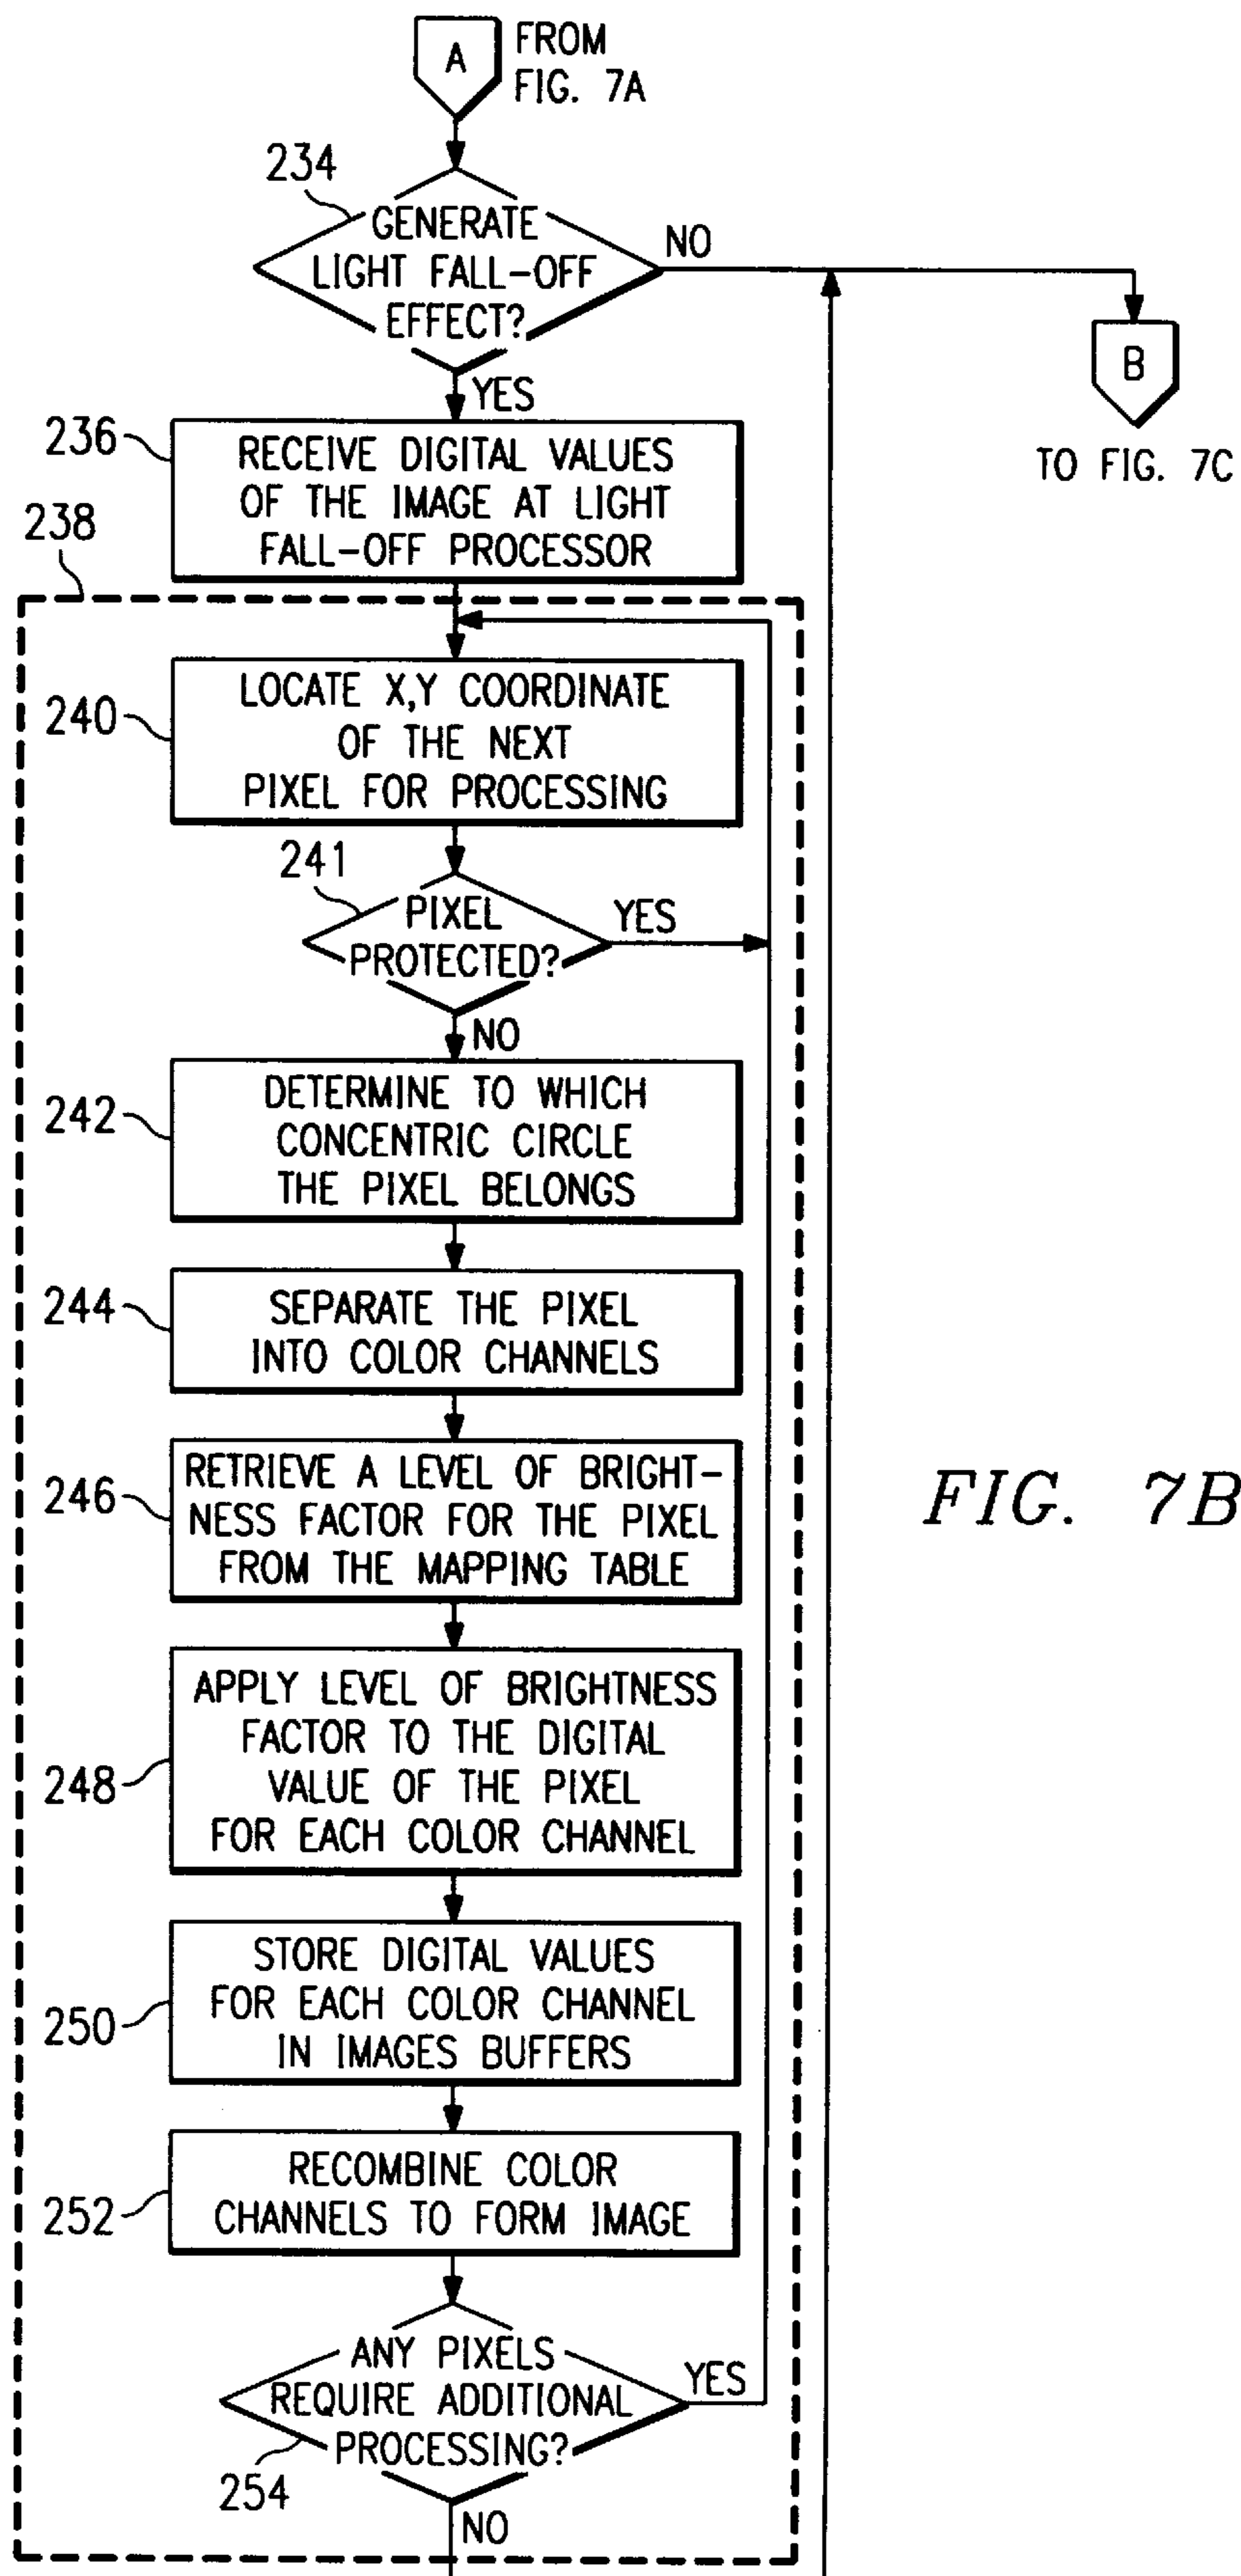 A
FROM
FIG. 7A
234
GENERATE
LIGHT FALL-OFF
EFFECT?
NO
B
TO FIG. 7C
YES
236
RECEIVE DIGITAL VALUES
OF THE IMAGE AT LIGHT
FALL-OFF PROCESSOR
238
240
LOCATE X,Y COORDINATE
OF THE NEXT
PIXEL FOR PROCESSING
241
PIXEL
PROTECTED?
YES
NO
242
DETERMINE TO WHICH
CONCENTRIC CIRCLE
THE PIXEL BELONGS
244
SEPARATE THE PIXEL
INTO COLOR CHANNELS
246
RETRIEVE A LEVEL OF BRIGHT-
NESS FACTOR FOR THE PIXEL
FROM THE MAPPING TABLE
FIG. 7B
248
APPLY LEVEL OF BRIGHTNESS
FACTOR TO THE DIGITAL
VALUE OF THE PIXEL
FOR EACH COLOR CHANNEL
250
STORE DIGITAL VALUES
FOR EACH COLOR CHANNEL
IN IMAGES BUFFERS
252
RECOMBINE COLOR
CHANNELS TO FORM IMAGE
ANY PIXELS
REQUIRE ADDITIONAL
PROCESSING?
YES
254
NO